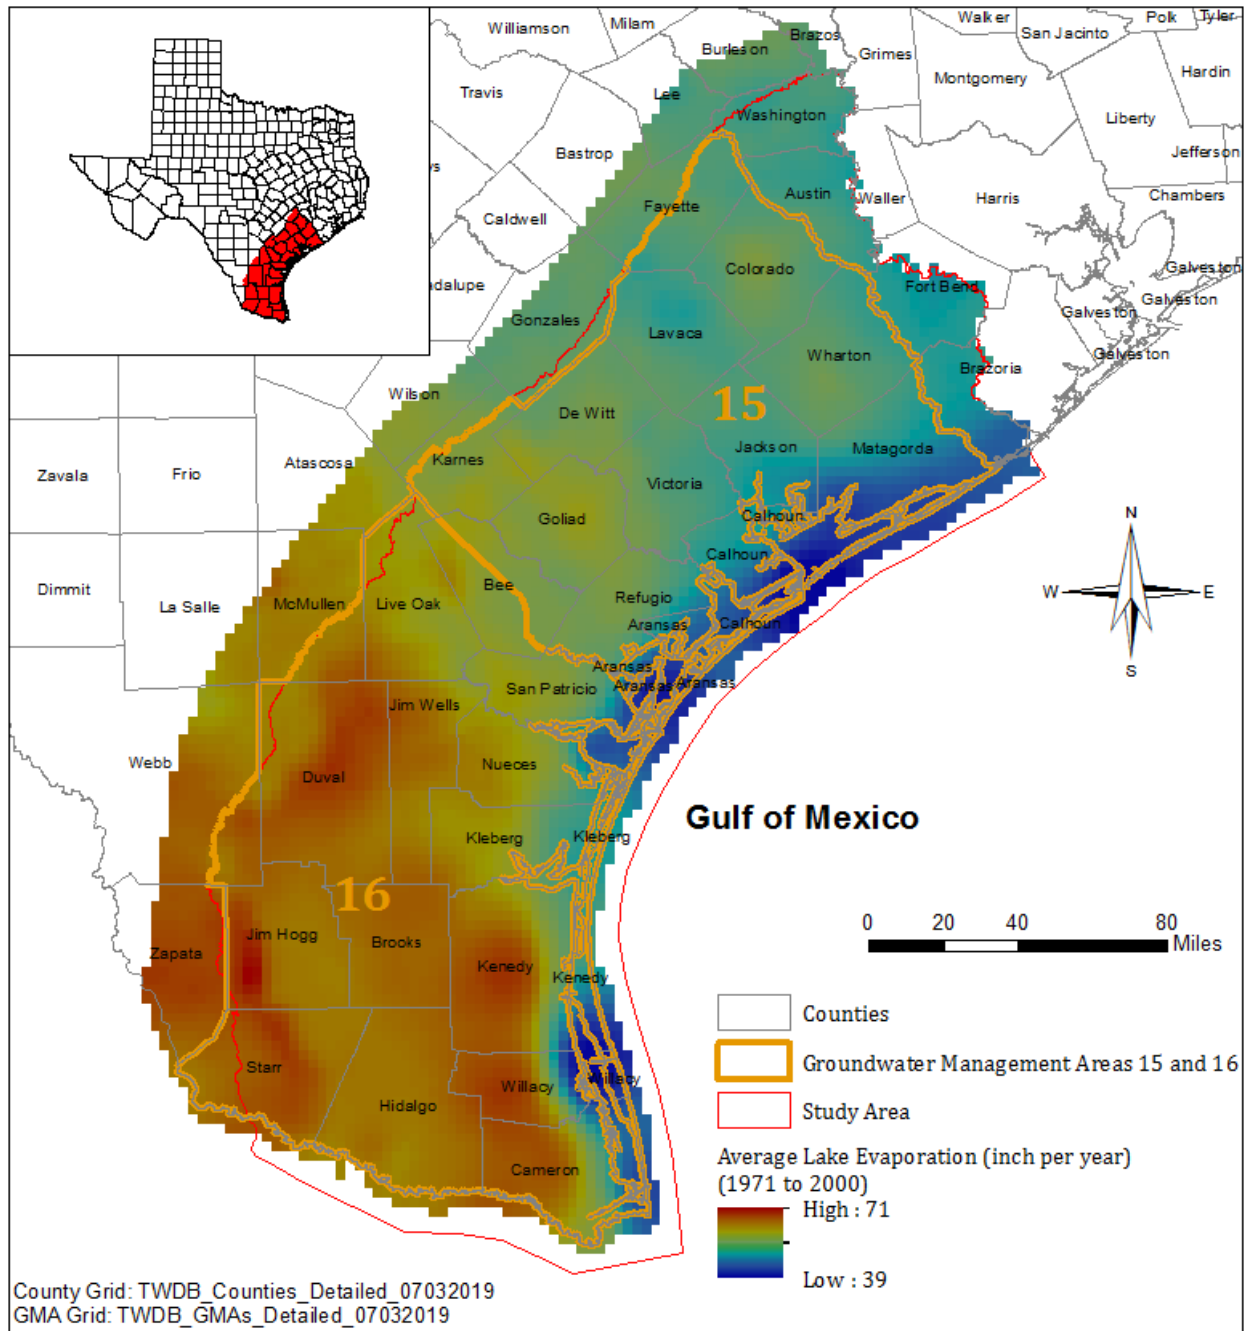 Williamson
Milam
Brazos
Walker
Polk
Tyler
Burleson
Grimes
San Jacinto
Montgomery
Hardin
Travis
Lee
Washington
Liberty
Bastrop
Jefferson
ys
Austin
Waller
Harris
Chambers
Caldwell
Fayette
Colorado
Galveston
adalupe
Fort Bend
Galveston
Galveston
Gonzales
Lavaca
Galveston
Wharton
Brazoria
Wilson
15
De Witt
Jackson
Matagorda
Zavala
Frio
Atascosa
Karnes
Victoria
Goliad
Calhoun
N
Calhoun
Dimmit
La Salle
McMullen
Live Oak
Bee
Refugio
W
E
Aransas
Calhoun
S
Aransas
Aransas
Aransas
San Patricio
Jim Wells
Webb
Duval
Nueces
Gulf of Mexico
Kleberg
Kleberg
16
0 20 40 80
Miles
Zapata
Jim Hogg
Brooks
Kenedy
Kenedy
Counties
Groundwater Management Areas 15 and 16
Starr
Willacy
Willacy
Hidalgo
Study Area
Cameron
Average Lake Evaporation (inch per year)
(1971 to 2000)
High : 71
Low : 39
County Grid: TWDB_Counties_Detailed_07032019
GMA Grid: TWDB_GMAs_Detailed_07032019